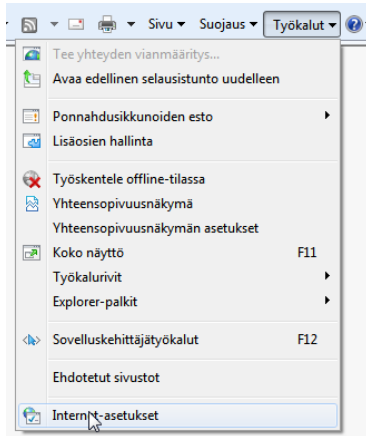 Sivu Suojaus Työkalut
Tee yhteyden vianmääritys...
Avaa edellinen selausistunto uudelleen
Ponnahdusikkunoiden esto
Lisäosien hallinta
Työskentele offline-tilassa
Yhteensopivuusnäkymä
Yhteensopivuusnäkymän asetukset
Koko näyttö F11
Työkalurivit
Explorer-palkit
Sovelluskehittäjätyökalut F12
Ehdotetut sivustot
Internet-asetukset